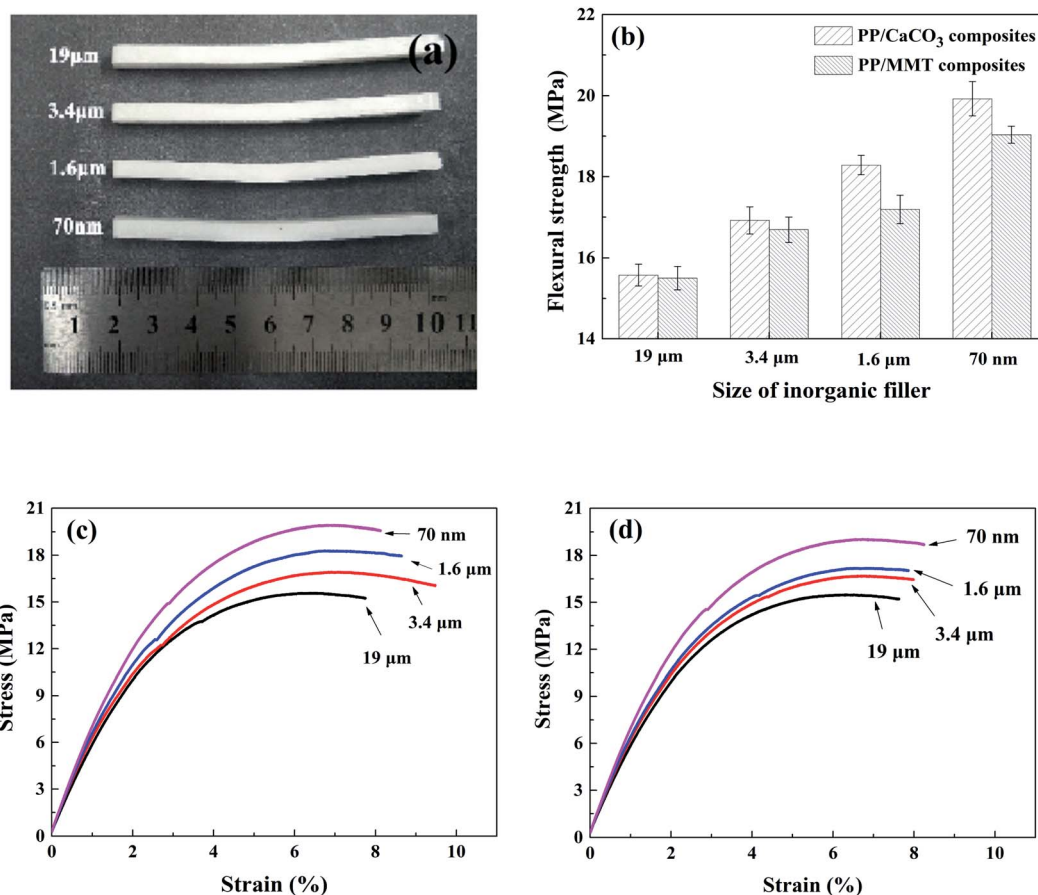 (a)
19μm
3.4μm
1.6μm
70nm
0.5 mm
mm
1 2 3 4 5 6 7 8 9 10 11
(b)
PP/CaCO₃ composites
PP/MMT composites
Flexural strength (MPa)
20
18
16
14
19 μm 3.4 μm 1.6 μm 70 nm
Size of inorganic filler
(c)
21
18
15
12
9
6
3
0
Stress (MPa)
70 nm
1.6 μm
3.4 μm
19 μm
0 2 4 6 8 10
Strain (%)
(d)
21
18
15
12
9
6
3
0
Stress (MPa)
70 nm
1.6 μm
3.4 μm
19 μm
0 2 4 6 8 10
Strain (%)